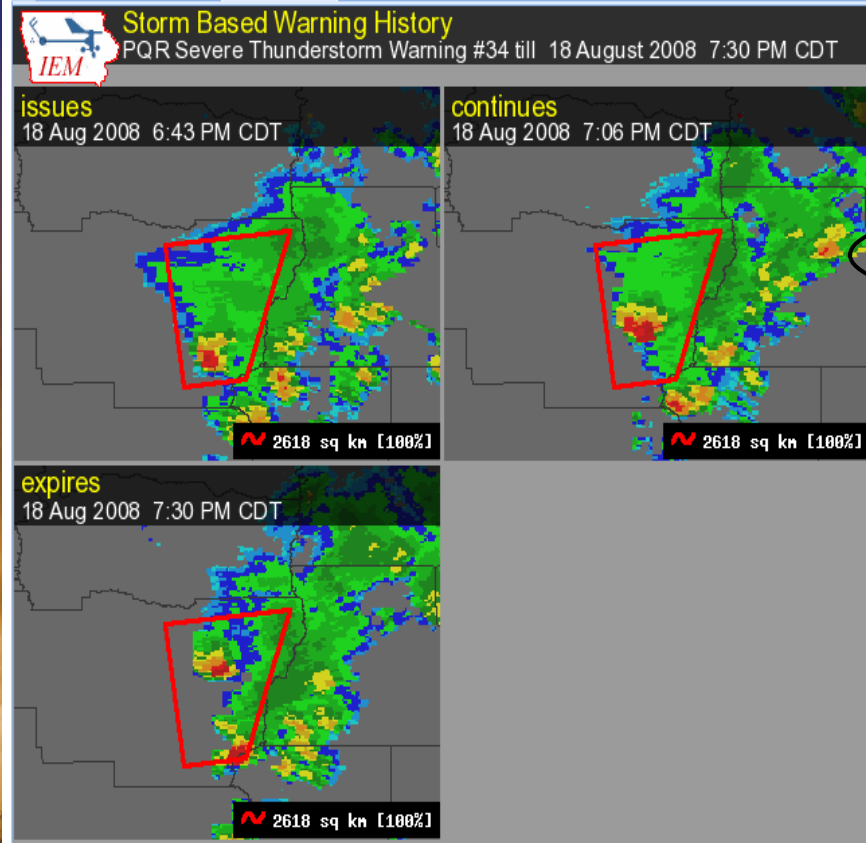 Storm Based Warning History
PQR Severe Thunderstorm Warning #34 till 18 August 2008 7:30 PM CDT
IEM
issues
18 Aug 2008 6:43 PM CDT
2618 sq km [100%]
continues
18 Aug 2008 7:06 PM CDT
2618 sq km [100%]
expires
18 Aug 2008 7:30 PM CDT
2618 sq km [100%]